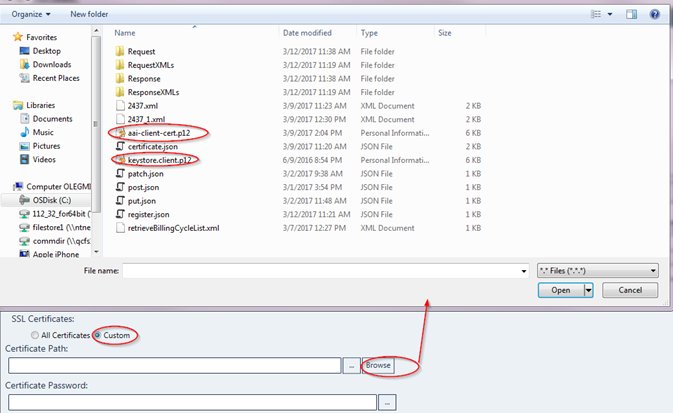 Organize New folder
Name Date modified Type Size
Favorites
Desktop
Downloads
Recent Places
Libraries
Documents
Music
Pictures
Videos
Computer OLEGM
OSDisk (C:)
112_32_for64bit (
filestore1 (\\ntne
commdir (\\qcfs
Apple iPhone
Request 3/12/2017 11:38 AM File folder
RequestXMLs 3/12/2017 11:19 AM File folder
Response 3/12/2017 11:38 AM File folder
ResponseXMLs 3/12/2017 11:19 AM File folder
2437.xml 3/9/2017 11:23 AM XML Document 2 KB
2437_1.xml 3/9/2017 12:30 PM XML Document 2 KB
aai-client-cert.p12 3/9/2017 2:04 PM Personal Informati... 6 KB
certificate.json 3/9/2017 11:20 AM JSON File 2 KB
keystore.client.p12 6/9/2016 8:54 PM Personal Informati... 6 KB
patch.json 3/2/2017 9:38 AM JSON File 1 KB
post.json 3/1/2017 3:54 PM JSON File 1 KB
put.json 3/2/2017 11:48 AM JSON File 1 KB
register.json 3/12/2017 11:21 AM JSON File 1 KB
retrieveBillingCycleList.xml 3/7/2017 12:27 PM XML Document 1 KB
File name: *.* Files (*.*.*)
Open Cancel
SSL Certificates:
All Certificates Custom
Certificate Path:
... Browse
Certificate Password:
...